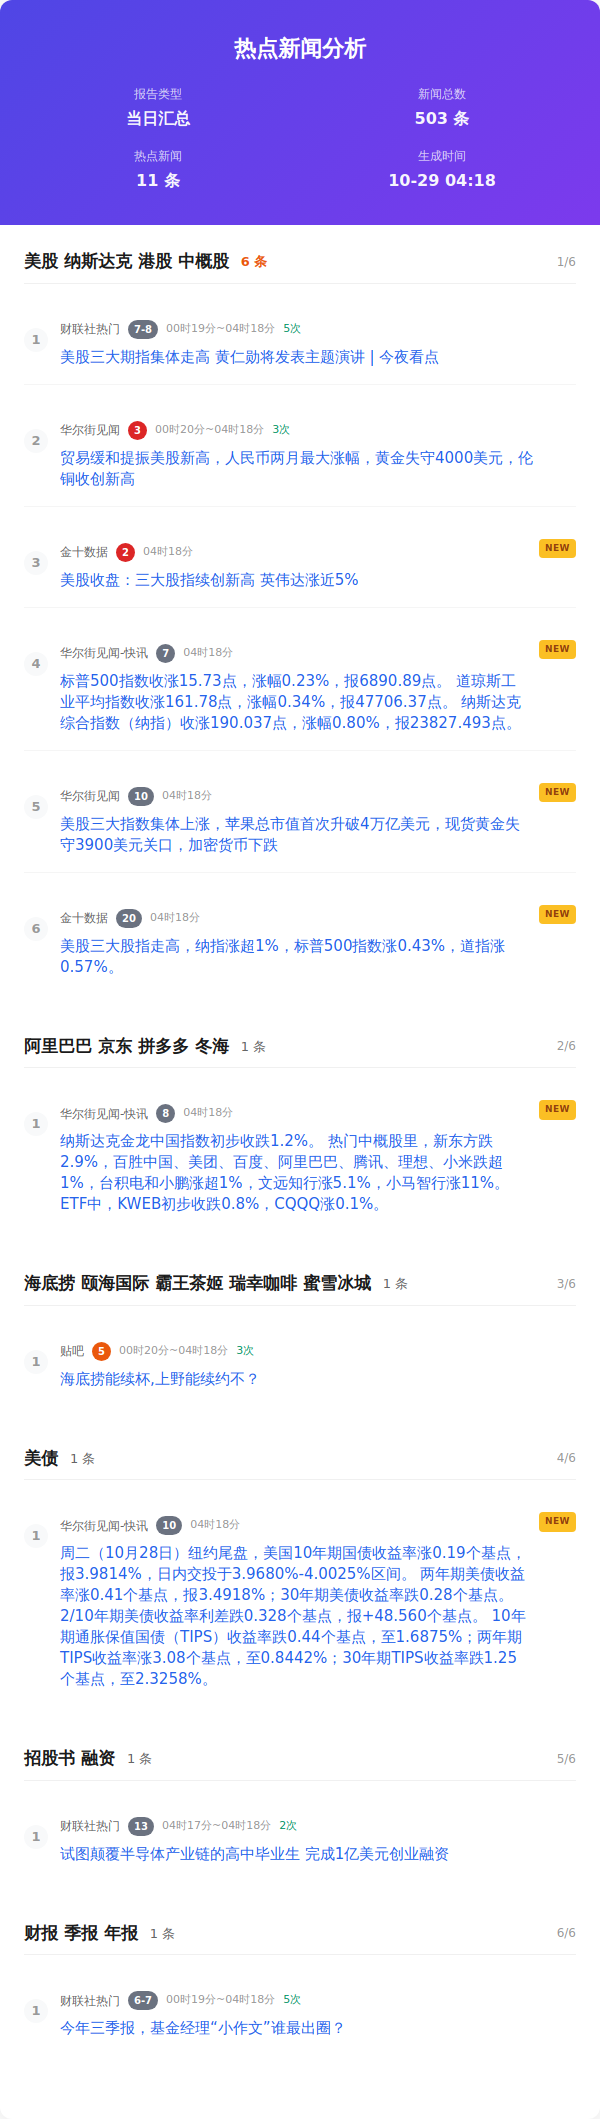 热点新闻分析
报告类型
当日汇总
新闻总数
503 条
热点新闻
11 条
生成时间
10-29 04:18
美股 纳斯达克 港股 中概股 6 条 1/6
1
财联社热门 7-8 00时19分~04时18分 5次
美股三大期指集体走高 黄仁勋将发表主题演讲 | 今夜看点
2
华尔街见闻 3 00时20分~04时18分 3次
贸易缓和提振美股新高，人民币两月最大涨幅，黄金失守4000美元，伦
铜收创新高
3
金十数据 2 04时18分 NEW
美股收盘：三大股指续创新高 英伟达涨近5%
4
华尔街见闻-快讯 7 04时18分 NEW
标普500指数收涨15.73点，涨幅0.23%，报6890.89点。 道琼斯工
业平均指数收涨161.78点，涨幅0.34%，报47706.37点。 纳斯达克
综合指数（纳指）收涨190.037点，涨幅0.80%，报23827.493点。
5
华尔街见闻 10 04时18分 NEW
美股三大指数集体上涨，苹果总市值首次升破4万亿美元，现货黄金失
守3900美元关口，加密货币下跌
6
金十数据 20 04时18分 NEW
美股三大股指走高，纳指涨超1%，标普500指数涨0.43%，道指涨
0.57%。
阿里巴巴 京东 拼多多 冬海 1 条 2/6
1
华尔街见闻-快讯 8 04时18分 NEW
纳斯达克金龙中国指数初步收跌1.2%。 热门中概股里，新东方跌
2.9%，百胜中国、美团、百度、阿里巴巴、腾讯、理想、小米跌超
1%，台积电和小鹏涨超1%，文远知行涨5.1%，小马智行涨11%。
ETF中，KWEB初步收跌0.8%，CQQQ涨0.1%。
海底捞 颐海国际 霸王茶姬 瑞幸咖啡 蜜雪冰城 1 条 3/6
1
贴吧 5 00时20分~04时18分 3次
海底捞能续杯,上野能续约不？
美债 1 条 4/6
1
华尔街见闻-快讯 10 04时18分 NEW
周二（10月28日）纽约尾盘，美国10年期国债收益率涨0.19个基点，
报3.9814%，日内交投于3.9680%-4.0025%区间。 两年期美债收益
率涨0.41个基点，报3.4918%；30年期美债收益率跌0.28个基点。
2/10年期美债收益率利差跌0.328个基点，报+48.560个基点。 10年
期通胀保值国债（TIPS）收益率跌0.44个基点，至1.6875%；两年期
TIPS收益率涨3.08个基点，至0.8442%；30年期TIPS收益率跌1.25
个基点，至2.3258%。
招股书 融资 1 条 5/6
1
财联社热门 13 04时17分~04时18分 2次
试图颠覆半导体产业链的高中毕业生 完成1亿美元创业融资
财报 季报 年报 1 条 6/6
1
财联社热门 6-7 00时19分~04时18分 5次
今年三季报，基金经理“小作文”谁最出圈？